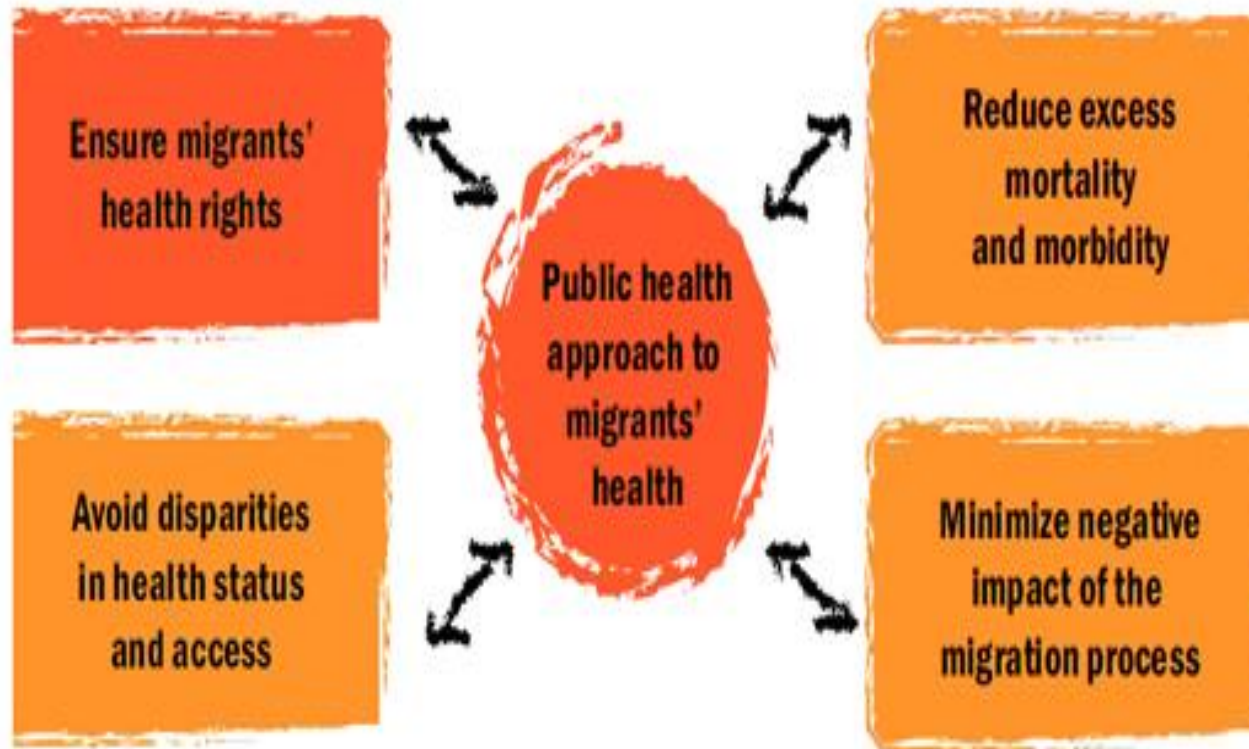 Ensure migrants'
health rights
Reduce excess
mortality
and morbidity
Public health
approach to
migrants'
health
Avoid disparities
in health status
and access
Minimize negative
impact of the
migration process